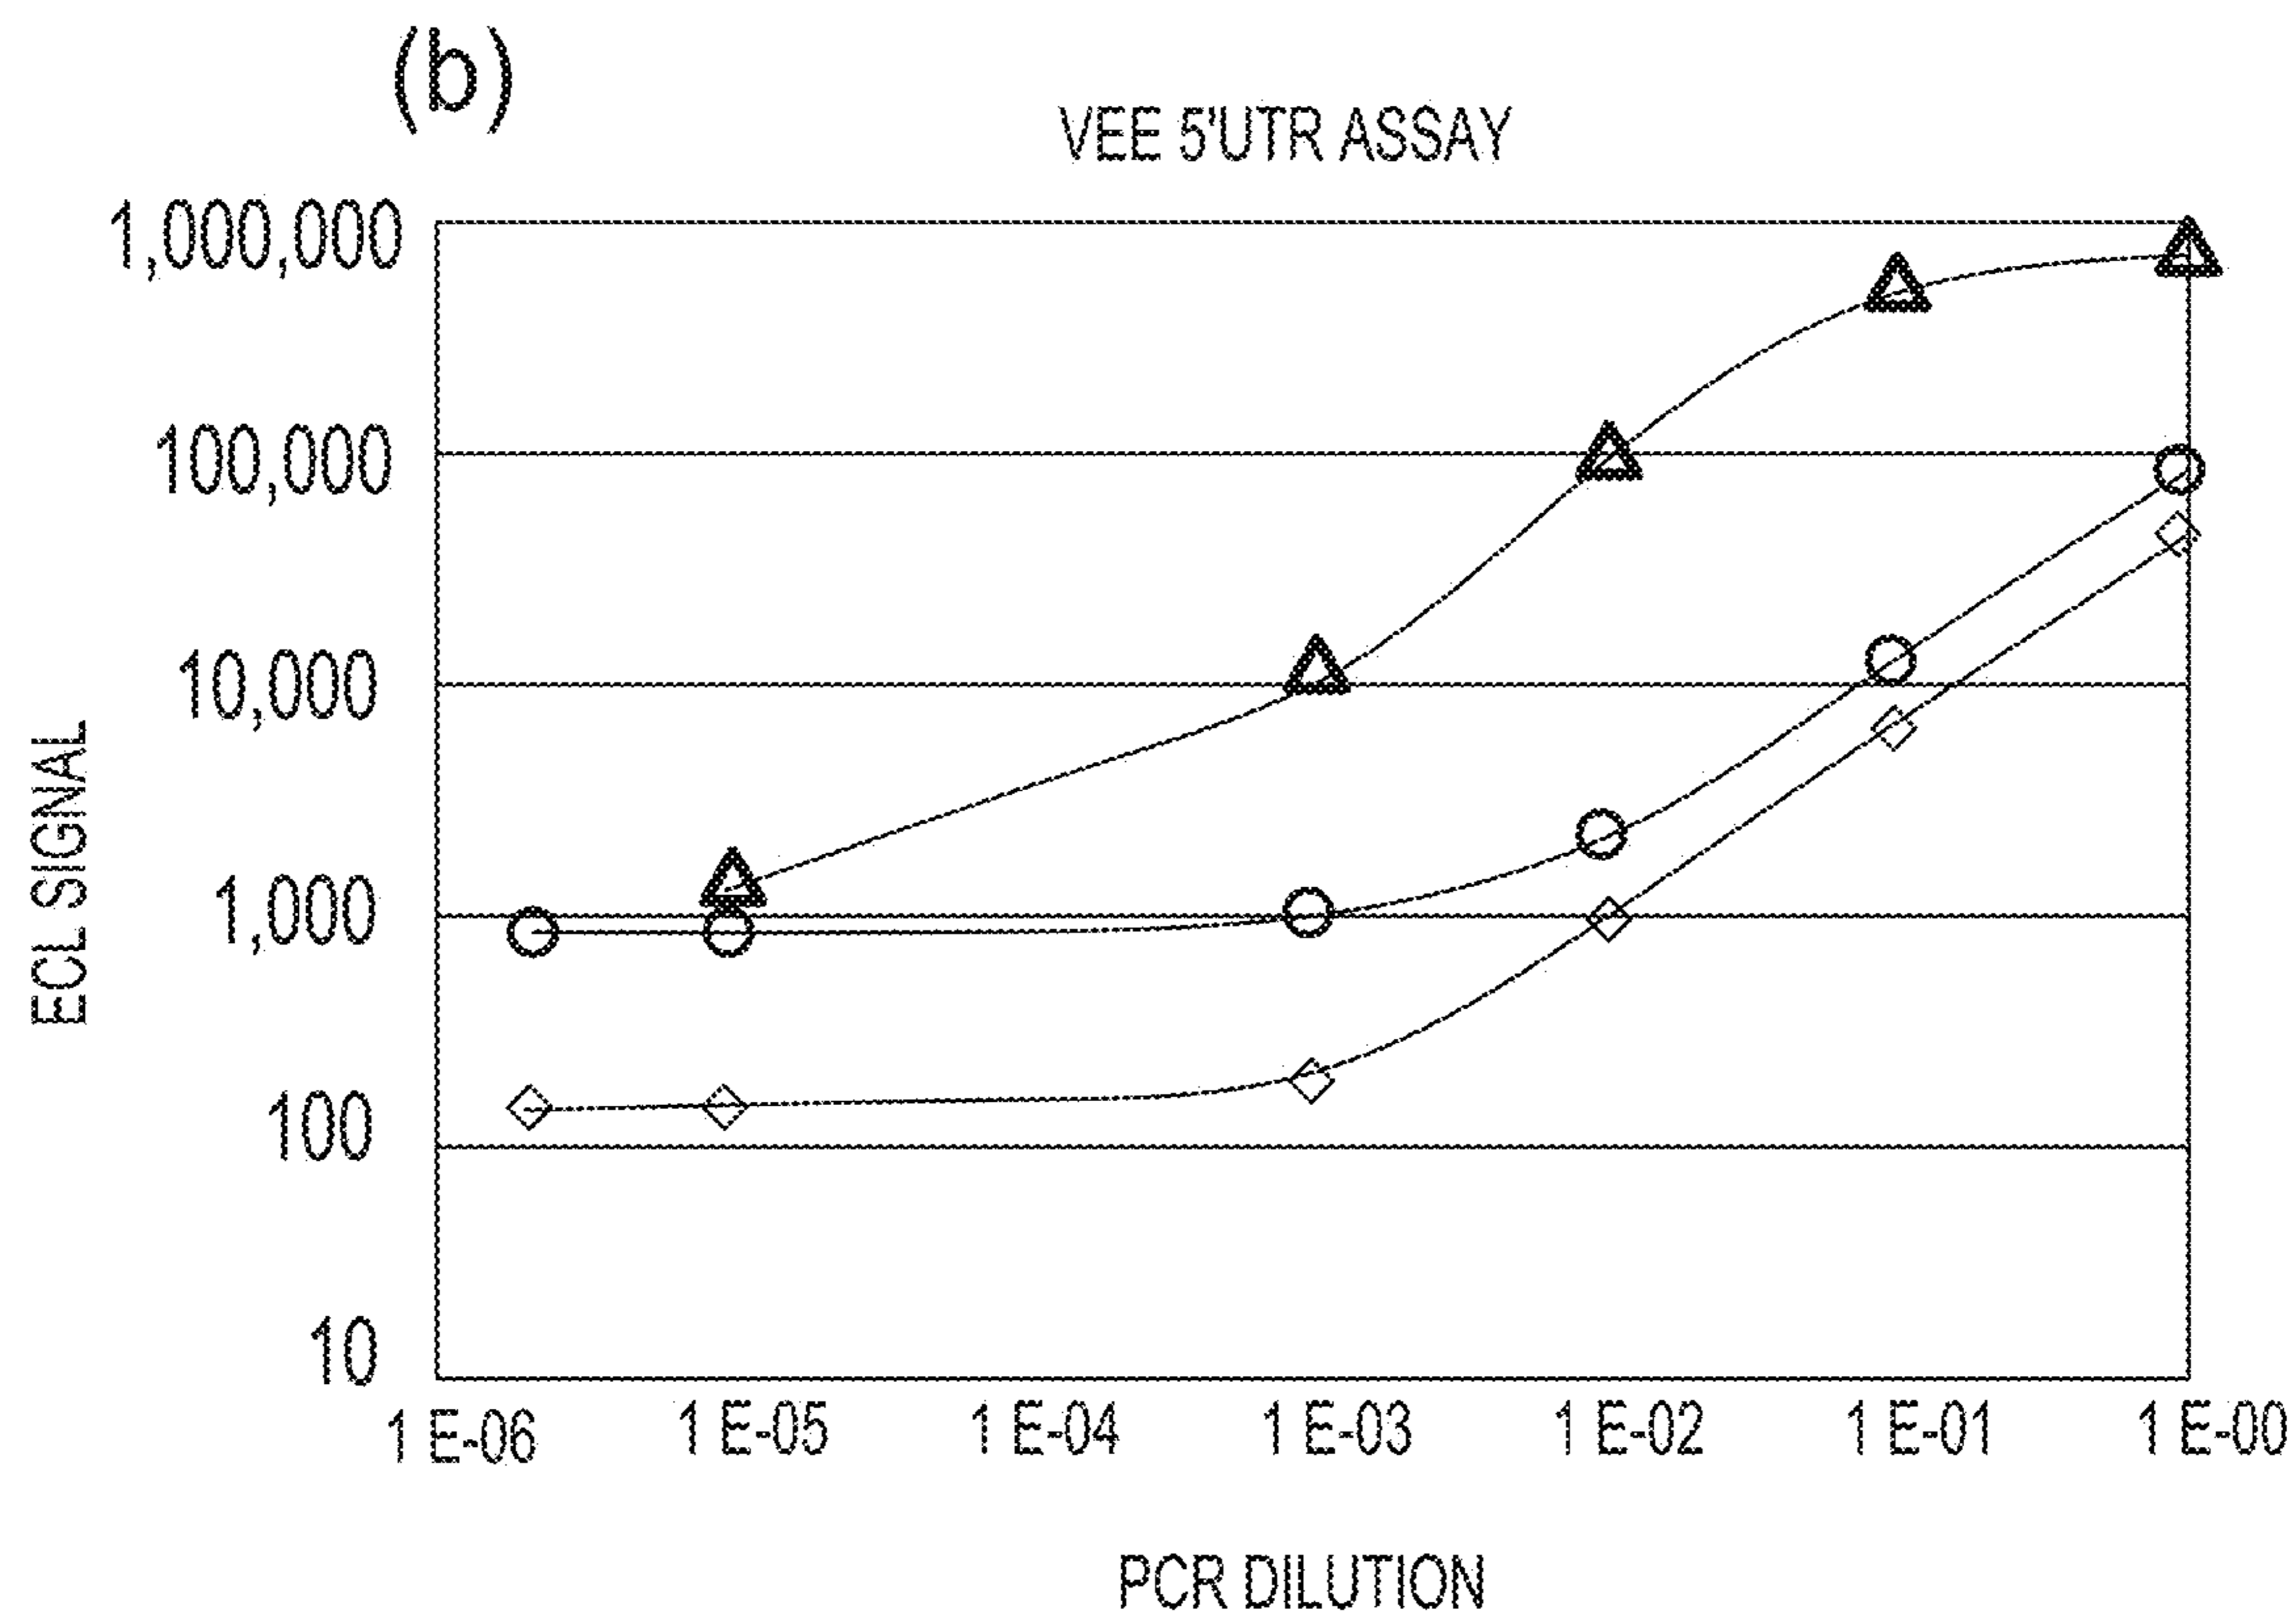 (b)
VEE 5'UTR ASSAY
1,000,000
100,000
10,000
1,000
100
10
ECL SIGNAL
1 E-06 1 E-05 1 E-04 1 E-03 1 E-02 1 E-01 1 E-00
PCR DILUTION